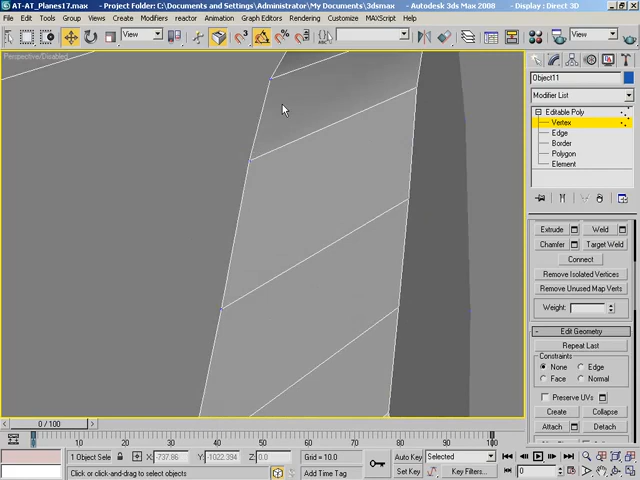 AT-AT_Planes17.max - Project Folder: C:\Documents and Settings\Administrator\My Documents\3dsmax - Autodesk 3ds Max 2008 - Display : Direct 3D
File Edit Tools Group Views Create Modifiers reactor Animation Graph Editors Rendering Customize MAXScript Help
View
View
Perspective/Disabled
Object11
Modifier List
Editable Poly
Vertex
Edge
Border
Polygon
Element
Extrude Weld
Chamfer Target Weld
Connect
Remove Isolated Vertices
Remove Unused Map Verts
Weight:
Edit Geometry
Repeat Last
Constraints
None Edge
Face Normal
Preserve UVs
Create Collapse
Attach Detach
0 / 100
0 10 20 30 40 50 60 70 80 90 100
1 Object Sele X: -737.86 Y: -1022.394 Z: 0.0 Grid = 10.0 Auto Key Selected
Click or click-and-drag to select objects Add Time Tag Set Key Key Filters... 0